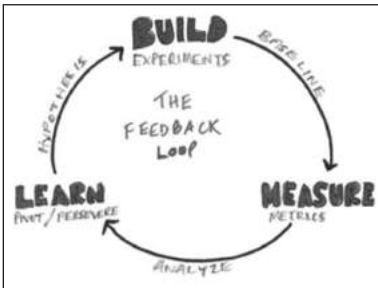 BUILD
EXPERIMENTS
BASELINE
HYPOTHESIS
THE
FEEDBACK
LOOP
LEARN
PIVOT/PERSEVERE
MEASURE
METRICS
ANALYZE